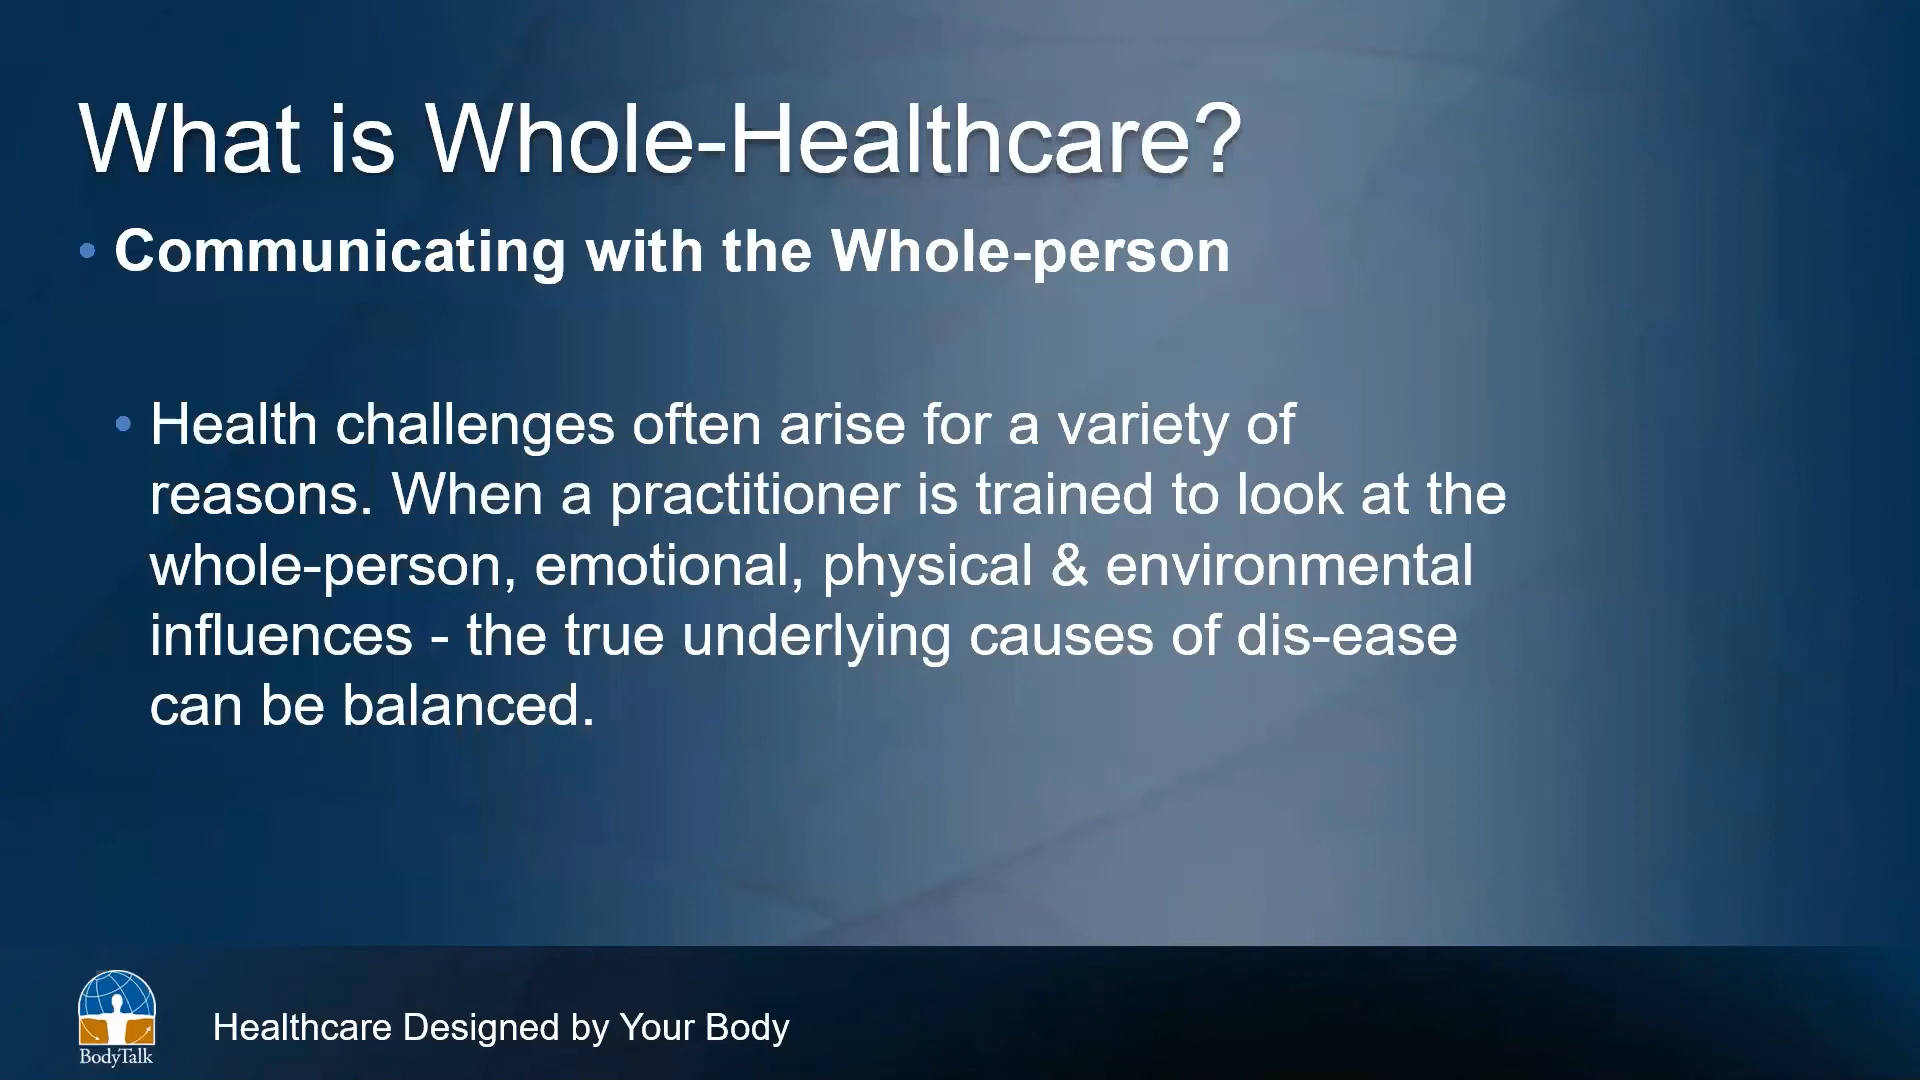 What is Whole-Healthcare?
• Communicating with the Whole-person
• Health challenges often arise for a variety of
reasons. When a practitioner is trained to look at the
whole-person, emotional, physical & environmental
influences - the true underlying causes of dis-ease
can be balanced.
BodyTalk
Healthcare Designed by Your Body